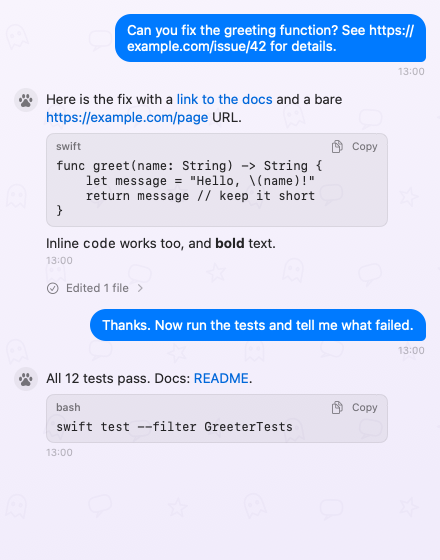 Can you fix the greeting function? See https://
example.com/issue/42 for details.
13:00
Here is the fix with a link to the docs and a bare
https://example.com/page URL.
swift Copy
func greet(name: String) -> String {
    let message = "Hello, \(name)!"
    return message // keep it short
}
Inline code works too, and bold text.
13:00
Edited 1 file
Thanks. Now run the tests and tell me what failed.
13:00
All 12 tests pass. Docs: README.
bash Copy
swift test --filter GreeterTests
13:00